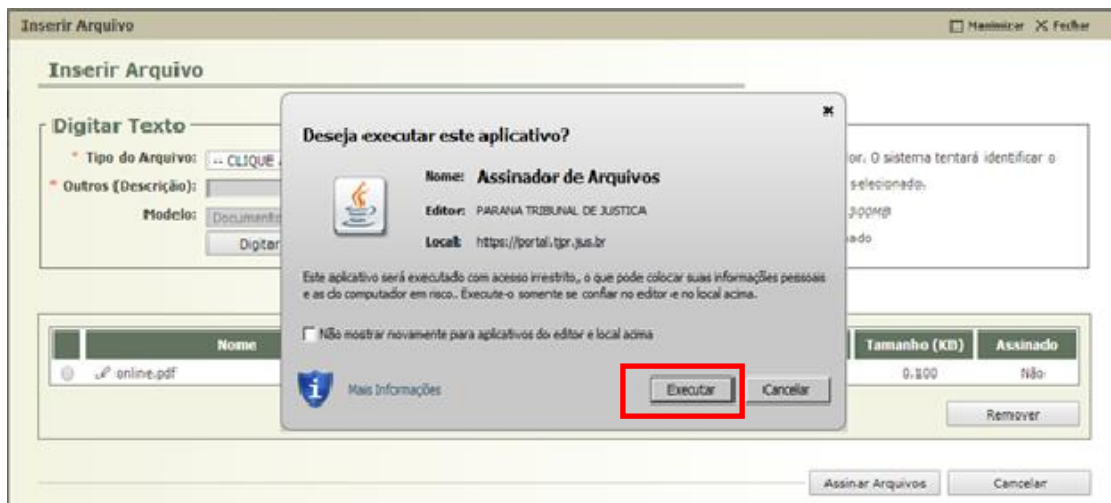 Inserir Arquivo
Maximizar Fechar
Inserir Arquivo
Digitar Texto
* Tipo do Arquivo: -- CLIQUE
or. O sistema tentará identificar o
* Outros (Descrição):
selecionado.
Modelo: Documento
300MB
Digitar
ado
Deseja executar este aplicativo?
Nome: Assinador de Arquivos
Editor: PARANA TRIBUNAL DE JUSTICA
Local: https://portal.tjpr.jus.br
Este aplicativo será executado com acesso irrestrito, o que pode colocar suas informações pessoais
e as do computador em risco. Execute-o somente se confiar no editor e no local acima.
Não mostrar novamente para aplicativos do editor e local acima
Mais Informações
Executar
Cancelar
Nome
Tamanho (KB)
Assinado
online.pdf
0.100
Não
Remover
Assinar Arquivos
Cancelar